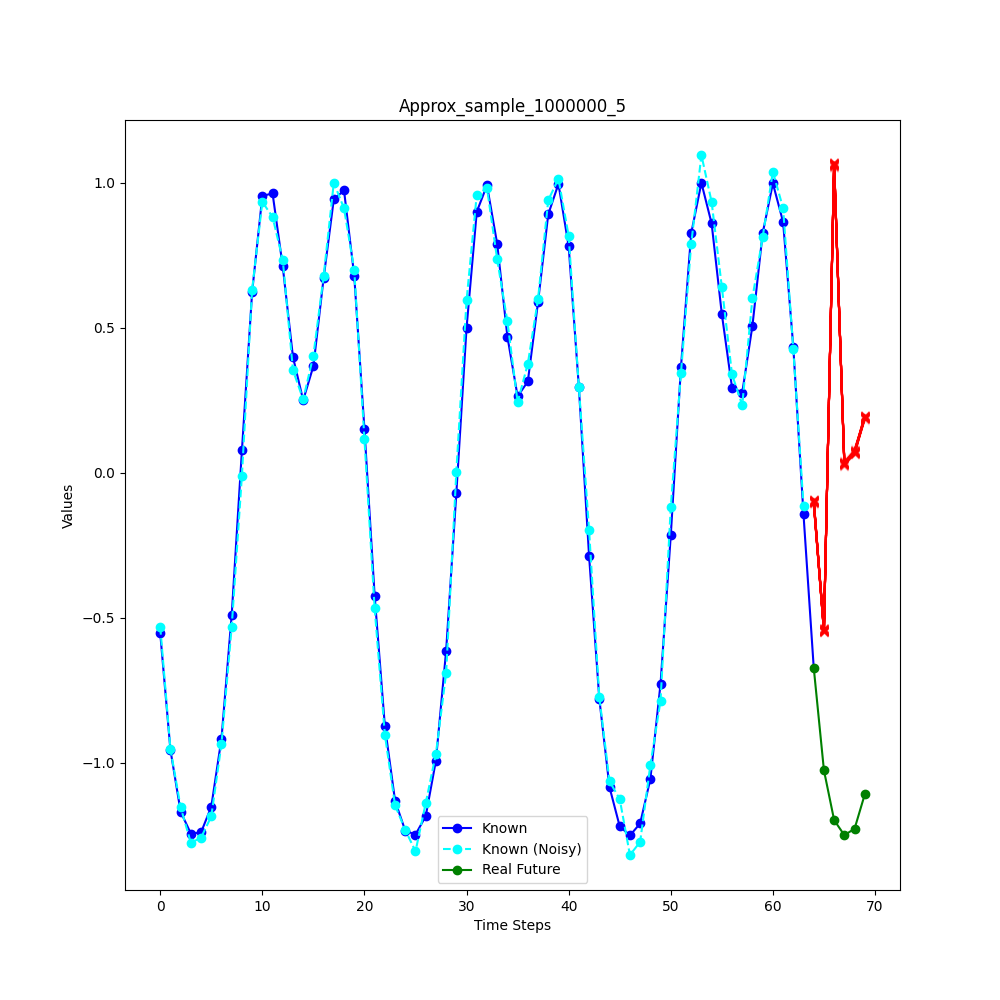 Approx_sample_1000000_5
1.0
0.5
0.0
−0.5
−1.0
Values
Known
Known (Noisy)
Real Future
0 10 20 30 40 50 60 70
Time Steps